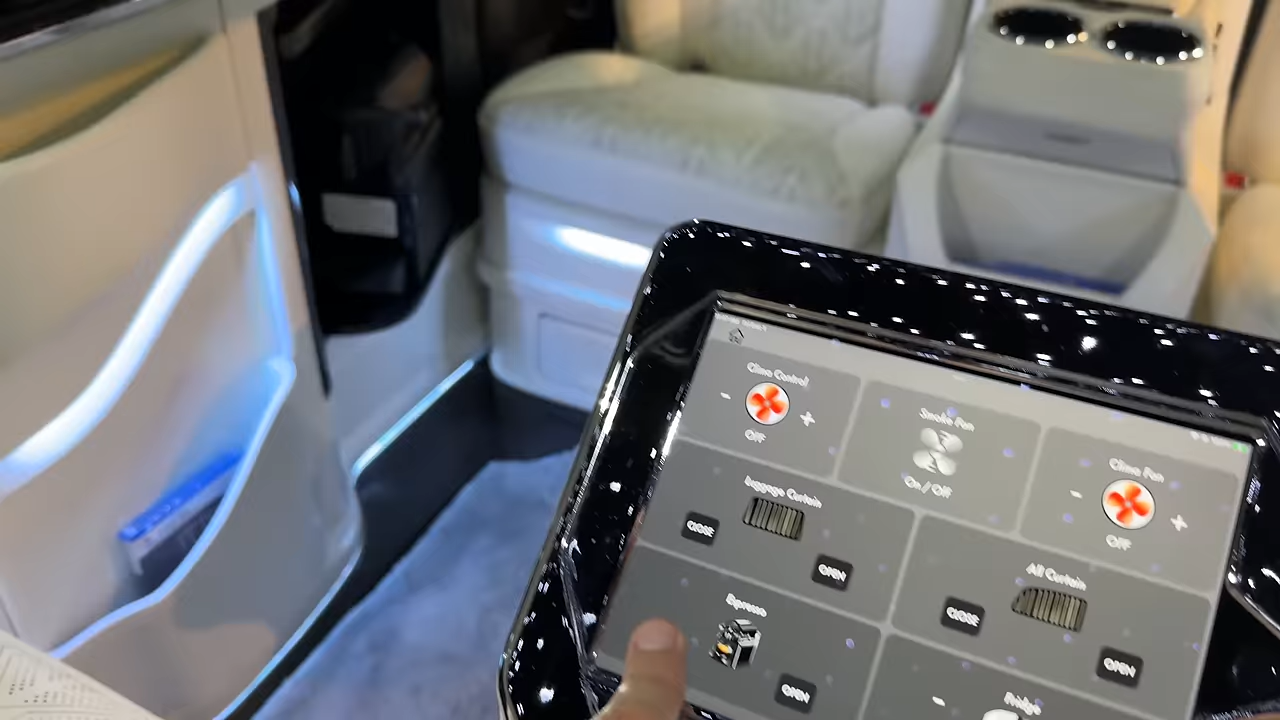 Clima Control
OFF
Smoke Fan
On / Off
Clima Fan
OFF
Luggage Curtain
CLOSE
OPEN
All Curtain
CLOSE
OPEN
Espresso
OPEN
Fridge